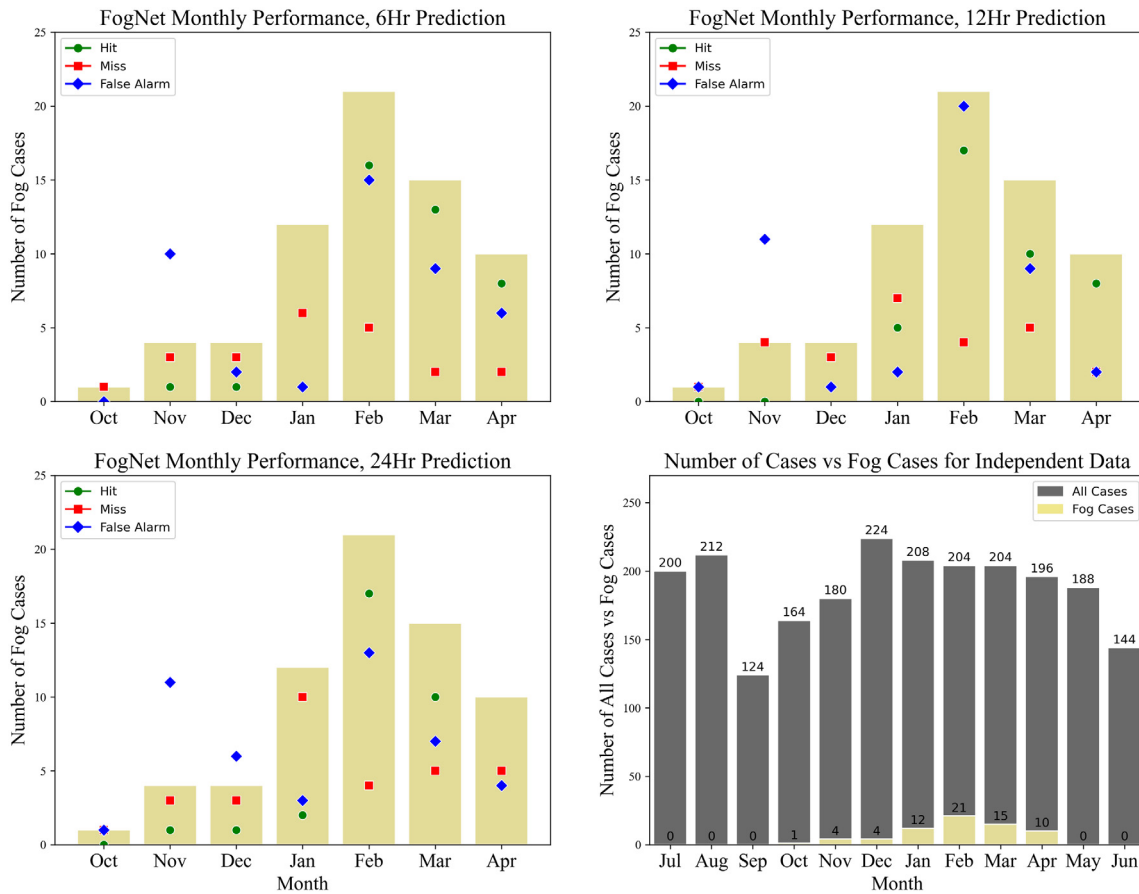 FogNet Monthly Performance, 6Hr Prediction
25
20
15
10
5
0
Number of Fog Cases
Hit
Miss
False Alarm
Oct Nov Dec Jan Feb Mar Apr
FogNet Monthly Performance, 12Hr Prediction
25
20
15
10
5
0
Number of Fog Cases
Hit
Miss
False Alarm
Oct Nov Dec Jan Feb Mar Apr
FogNet Monthly Performance, 24Hr Prediction
25
20
15
10
5
0
Number of Fog Cases
Hit
Miss
False Alarm
Oct Nov Dec Jan Feb Mar Apr
Month
Number of Cases vs Fog Cases for Independent Data
250
200
150
100
50
0
Number of All Cases vs Fog Cases
All Cases
Fog Cases
200 212 124 164 180 224 208 204 204 196 188 144
0 0 0 1 4 4 12 21 15 10 0 0
Jul Aug Sep Oct Nov Dec Jan Feb Mar Apr May Jun
Month